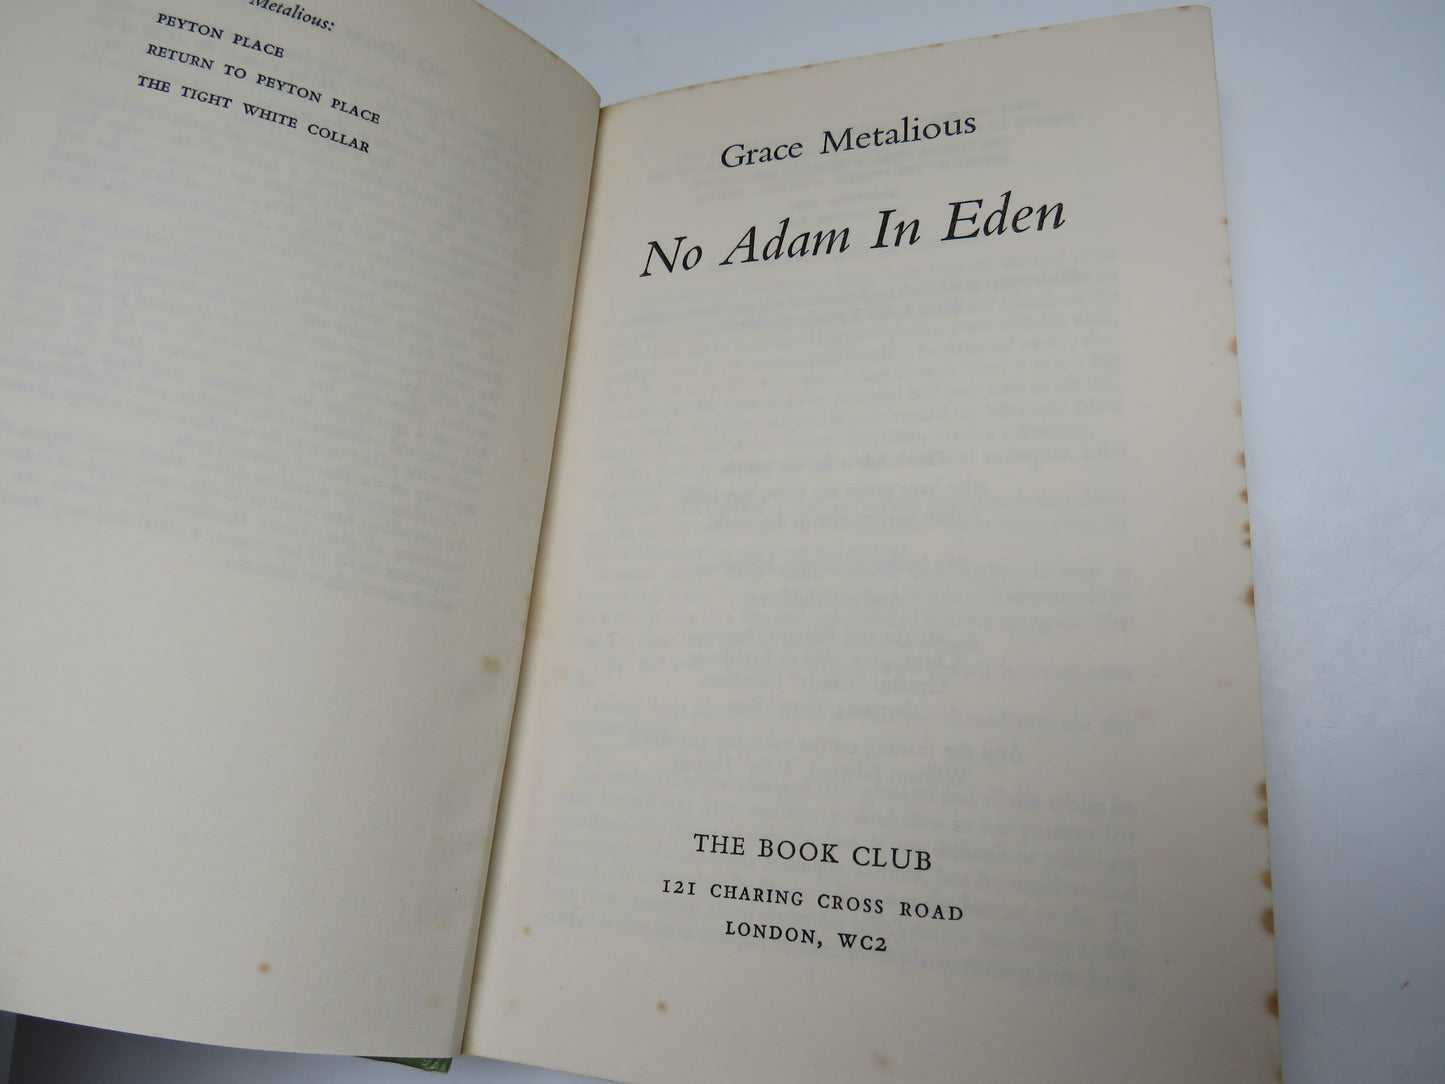 Metalious:
PEYTON PLACE
RETURN TO PEYTON PLACE
THE TIGHT WHITE COLLAR
Grace Metalious
No Adam In Eden
THE BOOK CLUB
121 CHARING CROSS ROAD
LONDON, WC2